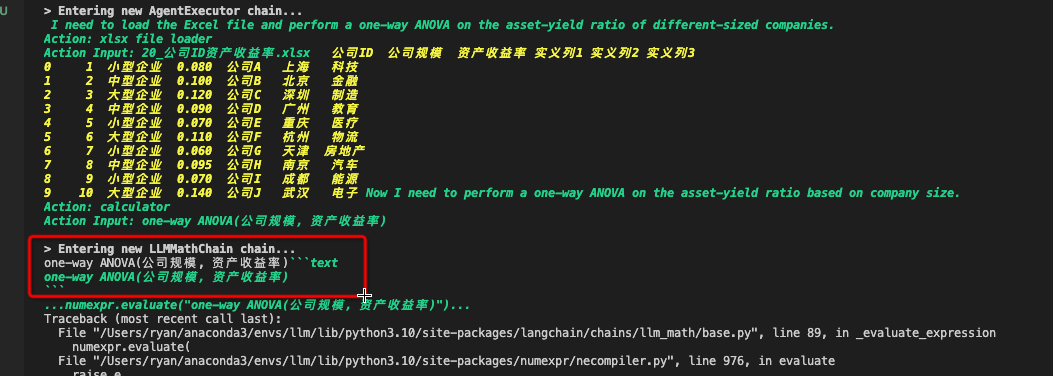 U
> Entering new AgentExecutor chain...
I need to load the Excel file and perform a one-way ANOVA on the asset-yield ratio of different-sized companies.
Action: xlsx file loader
Action Input: 20_公司ID资产收益率.xlsx 公司ID 公司规模 资产收益率 实义列1 实义列2 实义列3
0 1 小型企业 0.080 公司A 上海 科技
1 2 中型企业 0.100 公司B 北京 金融
2 3 大型企业 0.120 公司C 深圳 制造
3 4 中型企业 0.090 公司D 广州 教育
4 5 小型企业 0.070 公司E 重庆 医疗
5 6 大型企业 0.110 公司F 杭州 物流
6 7 小型企业 0.060 公司G 天津 房地产
7 8 中型企业 0.095 公司H 南京 汽车
8 9 小型企业 0.070 公司I 成都 能源
9 10 大型企业 0.140 公司J 武汉 电子 Now I need to perform a one-way ANOVA on the asset-yield ratio based on company size.
Action: calculator
Action Input: one-way ANOVA(公司规模, 资产收益率)
> Entering new LLMMathChain chain...
one-way ANOVA(公司规模, 资产收益率)```text
one-way ANOVA(公司规模, 资产收益率)
```
...numexpr.evaluate("one-way ANOVA(公司规模, 资产收益率)")...
Traceback (most recent call last):
File "/Users/ryan/anaconda3/envs/llm/lib/python3.10/site-packages/langchain/chains/llm_math/base.py", line 89, in _evaluate_expression
numexpr.evaluate(
File "/Users/ryan/anaconda3/envs/llm/lib/python3.10/site-packages/numexpr/necompiler.py", line 976, in evaluate
raise e